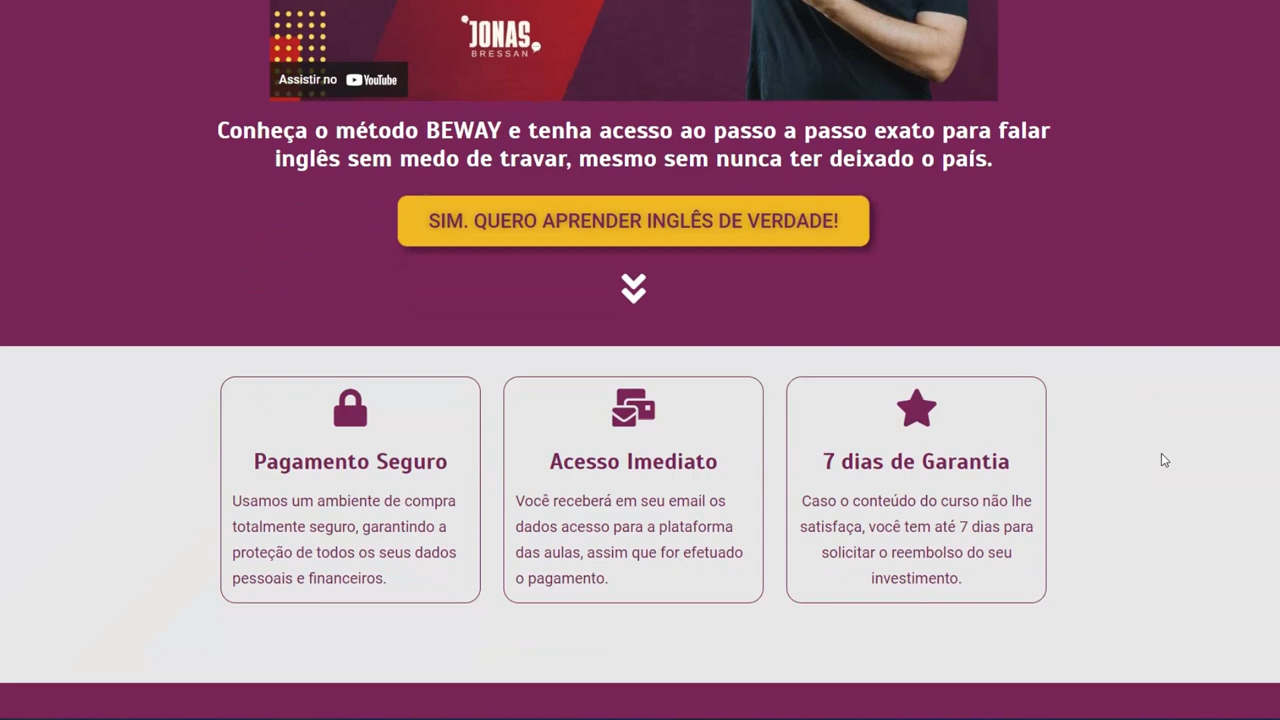 JONAS
BRESSAN
Assistir no YouTube
Conheça o método BEWAY e tenha acesso ao passo a passo exato para falar
inglês sem medo de travar, mesmo sem nunca ter deixado o país.
SIM. QUERO APRENDER INGLÊS DE VERDADE!
Pagamento Seguro
Usamos um ambiente de compra
totalmente seguro, garantindo a
proteção de todos os seus dados
pessoais e financeiros.
Acesso Imediato
Você receberá em seu email os
dados acesso para a plataforma
das aulas, assim que for efetuado
o pagamento.
7 dias de Garantia
Caso o conteúdo do curso não lhe
satisfaça, você tem até 7 dias para
solicitar o reembolso do seu
investimento.